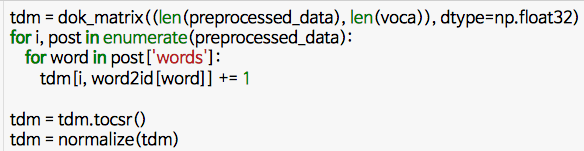 tdm = dok_matrix((len(preprocessed_data), len(voca)), dtype=np.float32)
for i, post in enumerate(preprocessed_data):
    for word in post['words']:
        tdm[i, word2id[word]] += 1

tdm = tdm.tocsr()
tdm = normalize(tdm)